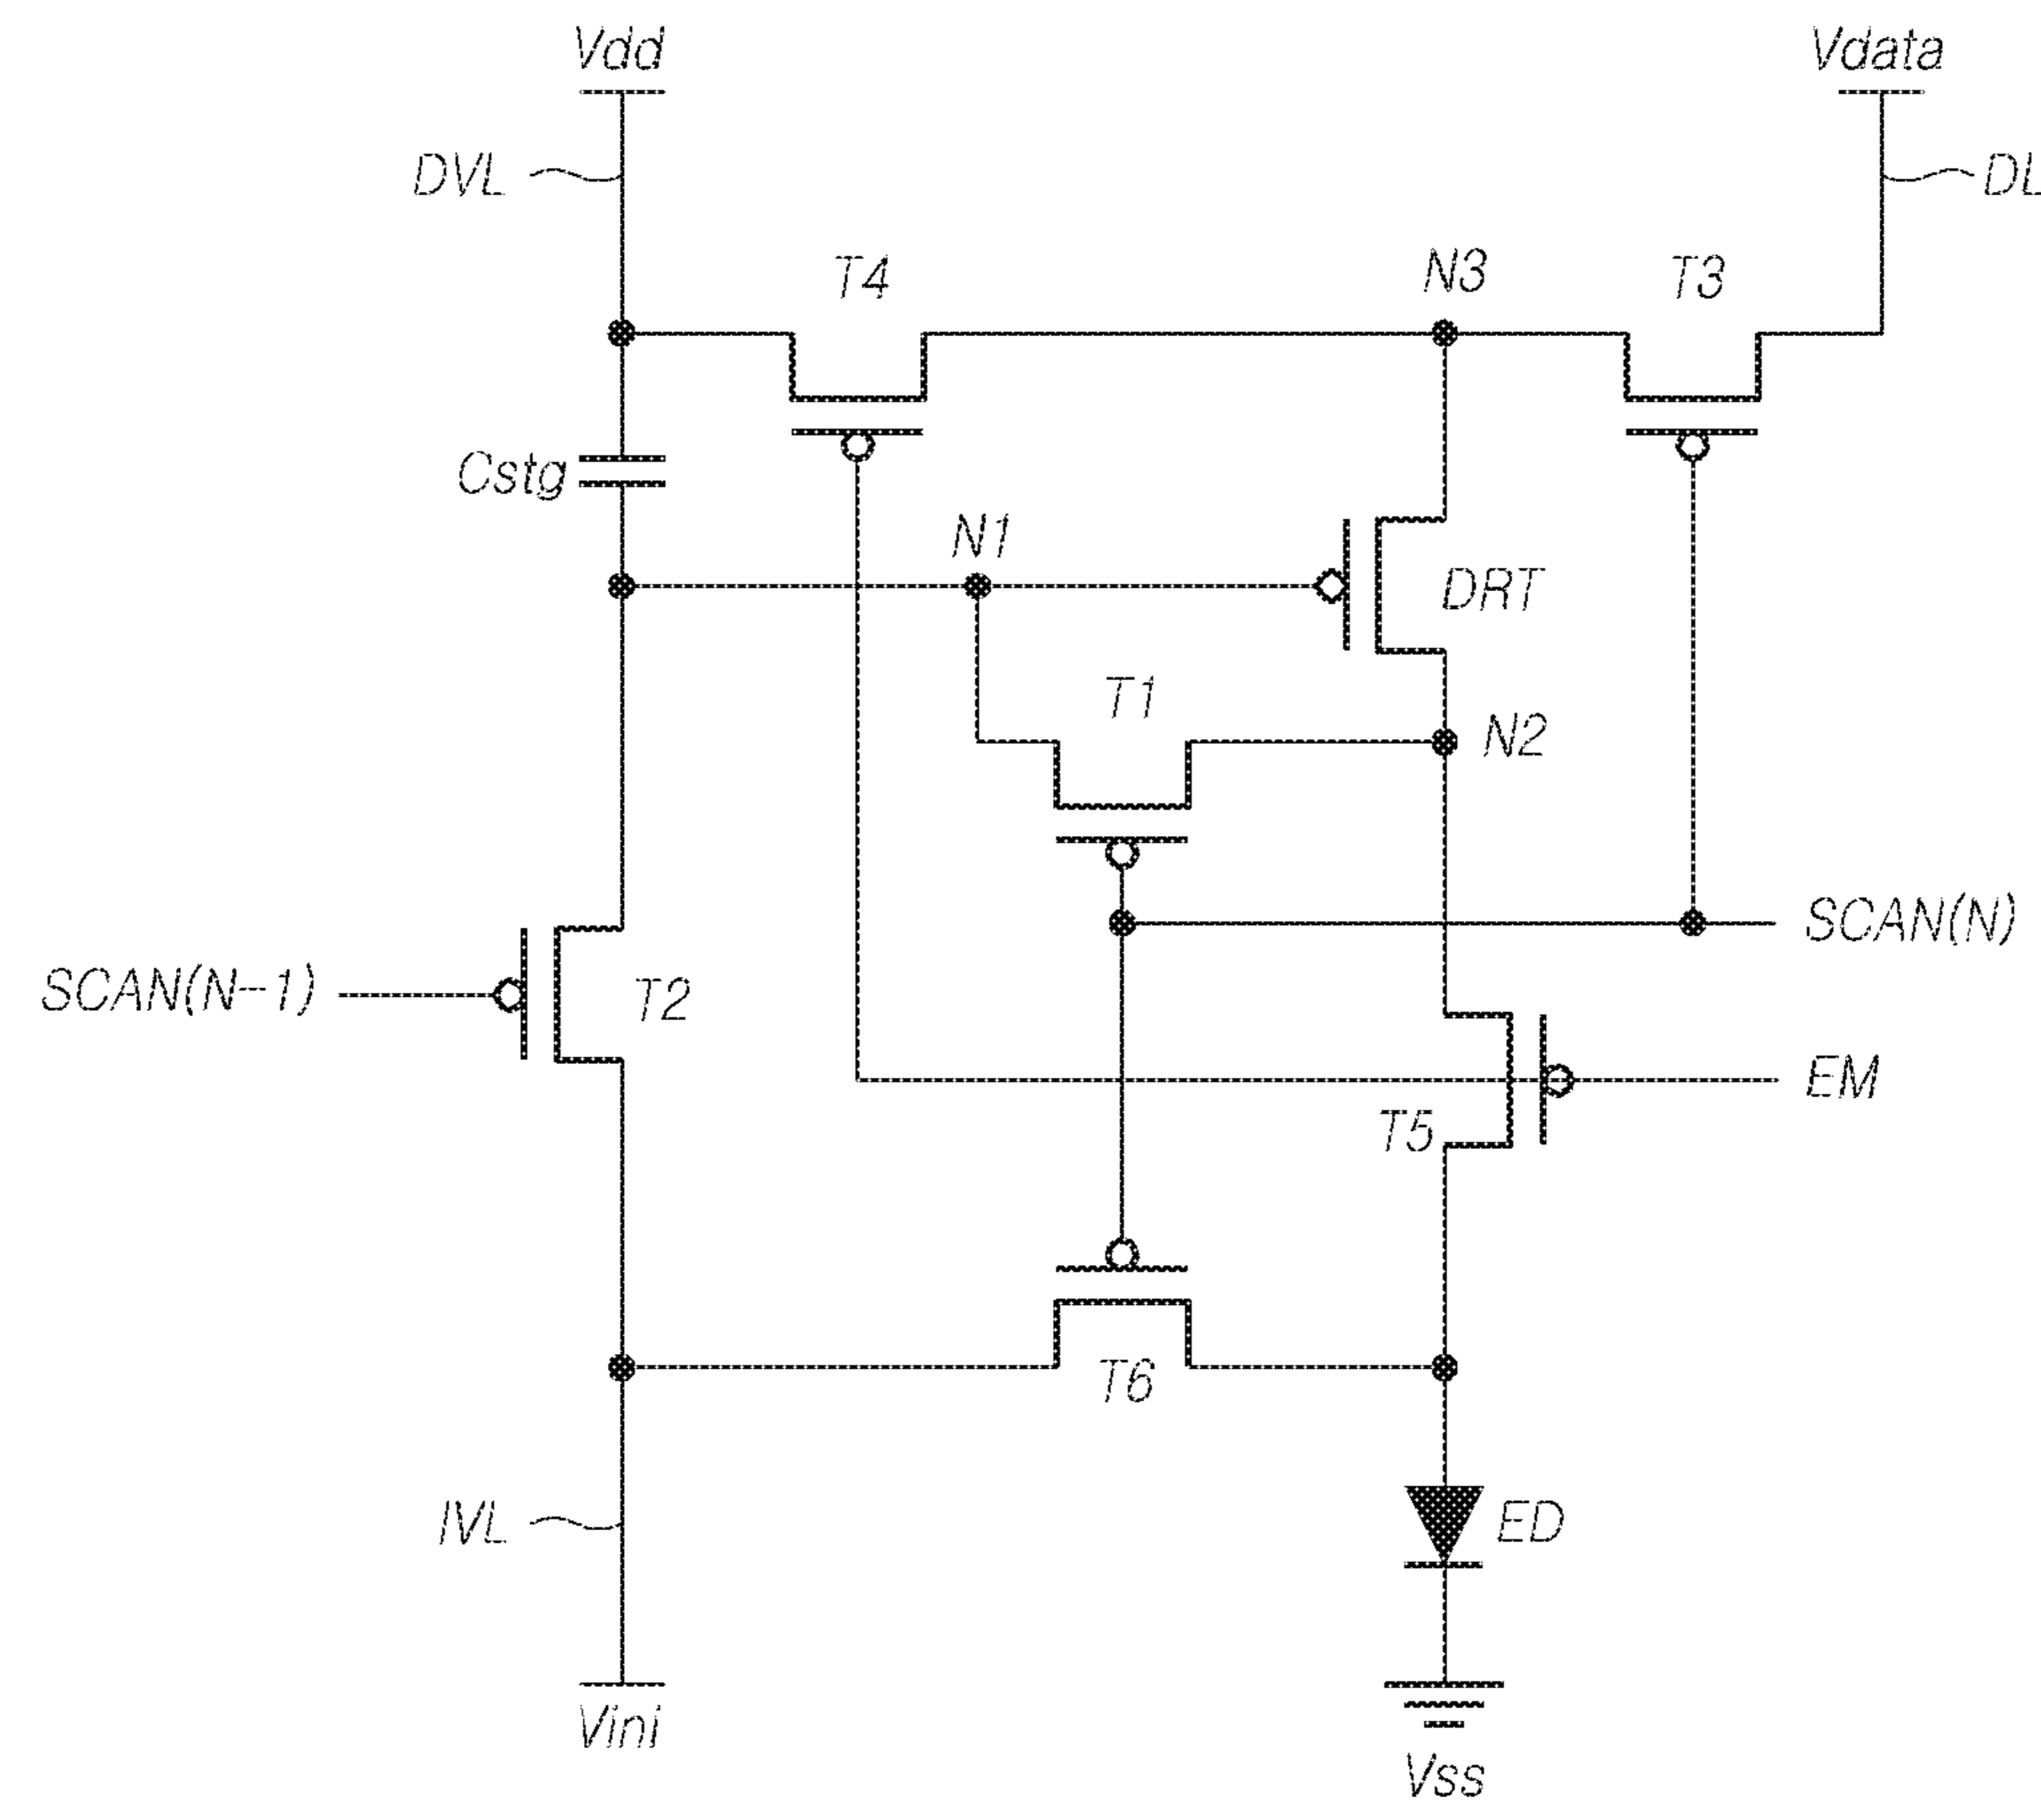 Vdd
Vdata
DVL
DL
T4
N3
T3
Cstg
N1
DRT
T1
N2
SCAN(N)
SCAN(N-1)
T2
EM
T5
T6
IVL
ED
Vini
Vss